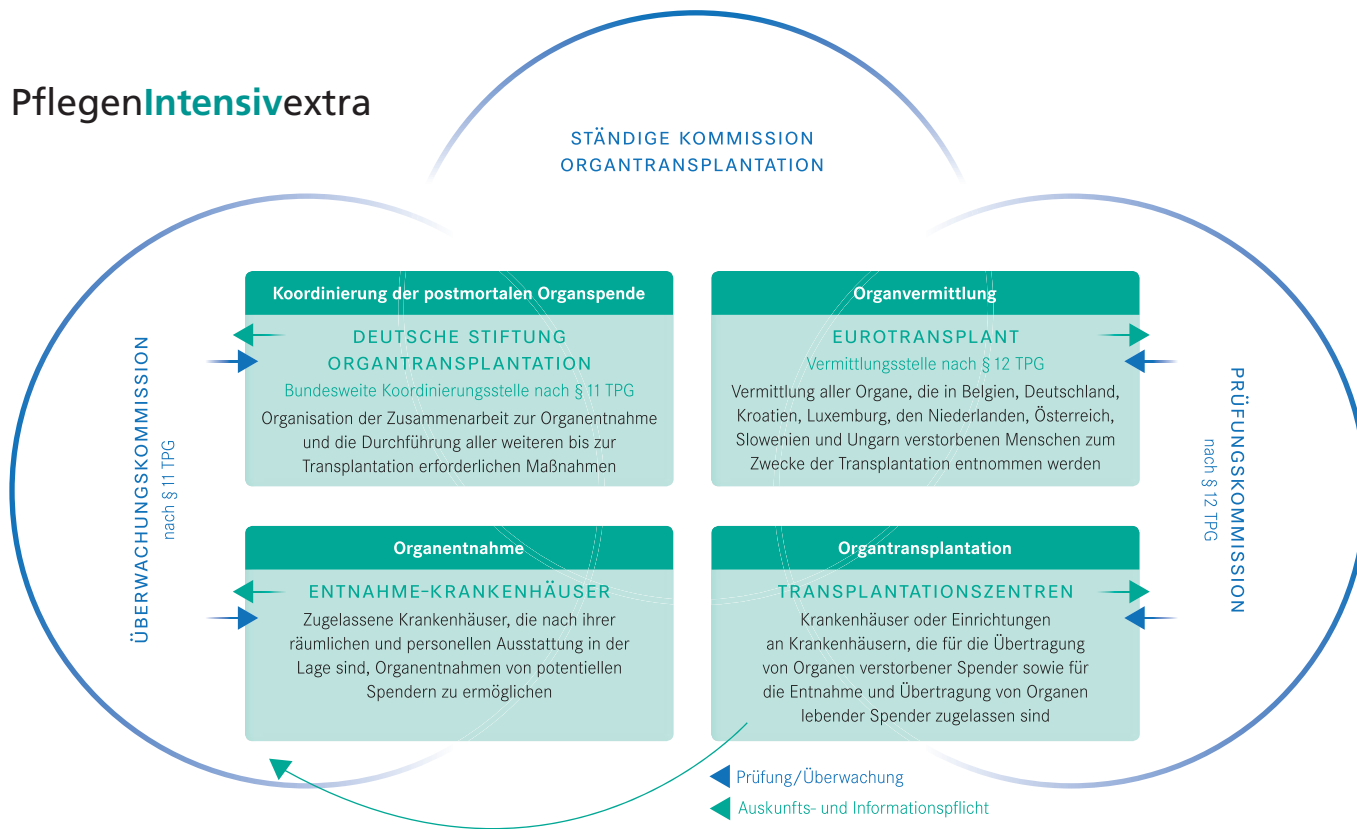 PflegenIntensivextra
STÄNDIGE KOMMISSION
ORGANTRANSPLANTATION
ÜBERWACHUNGSKOMMISSION
nach § 11 TPG
Koordinierung der postmortalen Organspende
DEUTSCHE STIFTUNG
ORGANTRANSPLANTATION
Bundesweite Koordinierungsstelle nach § 11 TPG
Organisation der Zusammenarbeit zur Organentnahme
und die Durchführung aller weiteren bis zur
Transplantation erforderlichen Maßnahmen
Organvermittlung
EUROTRANSPLANT
Vermittlungsstelle nach § 12 TPG
Vermittlung aller Organe, die in Belgien, Deutschland,
Kroatien, Luxemburg, den Niederlanden, Österreich,
Slowenien und Ungarn verstorbenen Menschen zum
Zwecke der Transplantation entnommen werden
PRÜFUNGSKOMMISSION
nach § 12 TPG
Organentnahme
ENTNAHME-KRANKENHÄUSER
Zugelassene Krankenhäuser, die nach ihrer
räumlichen und personellen Ausstattung in der
Lage sind, Organentnahmen von potentiellen
Spendern zu ermöglichen
Organtransplantation
TRANSPLANTATIONSZENTREN
Krankenhäuser oder Einrichtungen
an Krankenhäusern, die für die Übertragung
von Organen verstorbener Spender sowie für
die Entnahme und Übertragung von Organen
lebender Spender zugelassen sind
Prüfung/Überwachung
Auskunfts- und Informationspflicht